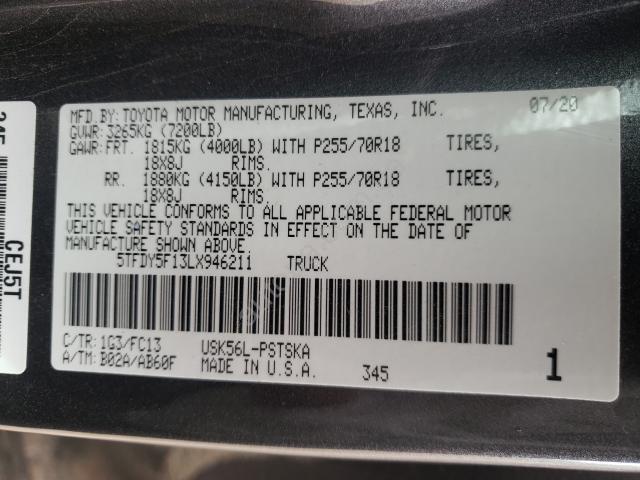 MFD.BY: TOYOTA MOTOR MANUFACTURING, TEXAS, INC. 07/20
GVWR: 3265KG (7200LB)
GAWR: FRT. 1815KG (4000LB) WITH P255/70R18 TIRES,
18X8J RIMS.
RR. 1880KG (4150LB) WITH P255/70R18 TIRES,
18X8J RIMS.
THIS VEHICLE CONFORMS TO ALL APPLICABLE FEDERAL MOTOR
VEHICLE SAFETY STANDARDS IN EFFECT ON THE DATE OF
MANUFACTURE SHOWN ABOVE.
5TFDY5F13LX946211 TRUCK
C/TR: 1G3/FC13 USK56L-PSTSKA
A/TM: B02A/AB60F MADE IN U.S.A. 345 1
345
CEJ5T